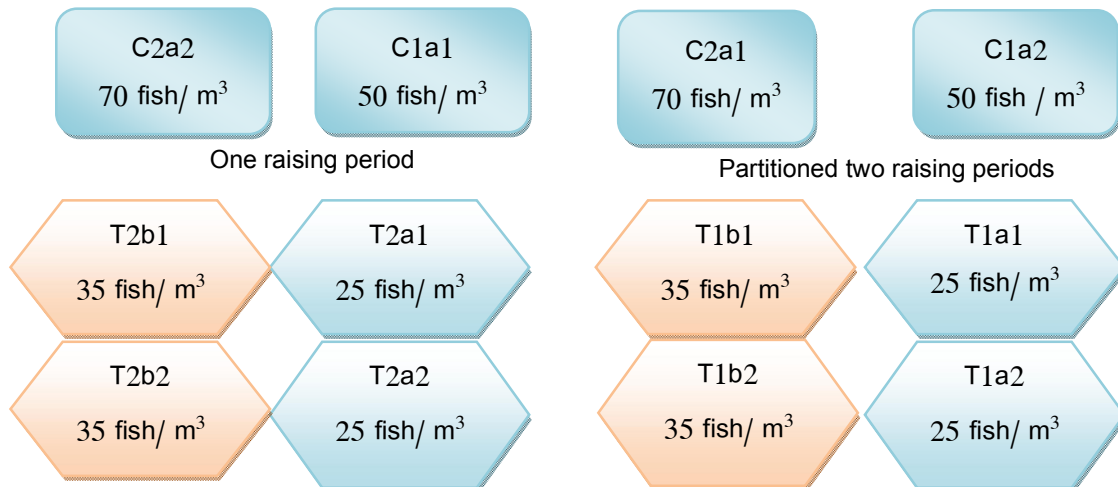 C2a2
70 fish/ m³
C1a1
50 fish/ m³
C2a1
70 fish/ m³
C1a2
50 fish / m³
One raising period
Partitioned two raising periods
T2b1
35 fish/ m³
T2a1
25 fish/ m³
T1b1
35 fish/ m³
T1a1
25 fish/ m³
T2b2
35 fish/ m³
T2a2
25 fish/ m³
T1b2
35 fish/ m³
T1a2
25 fish/ m³